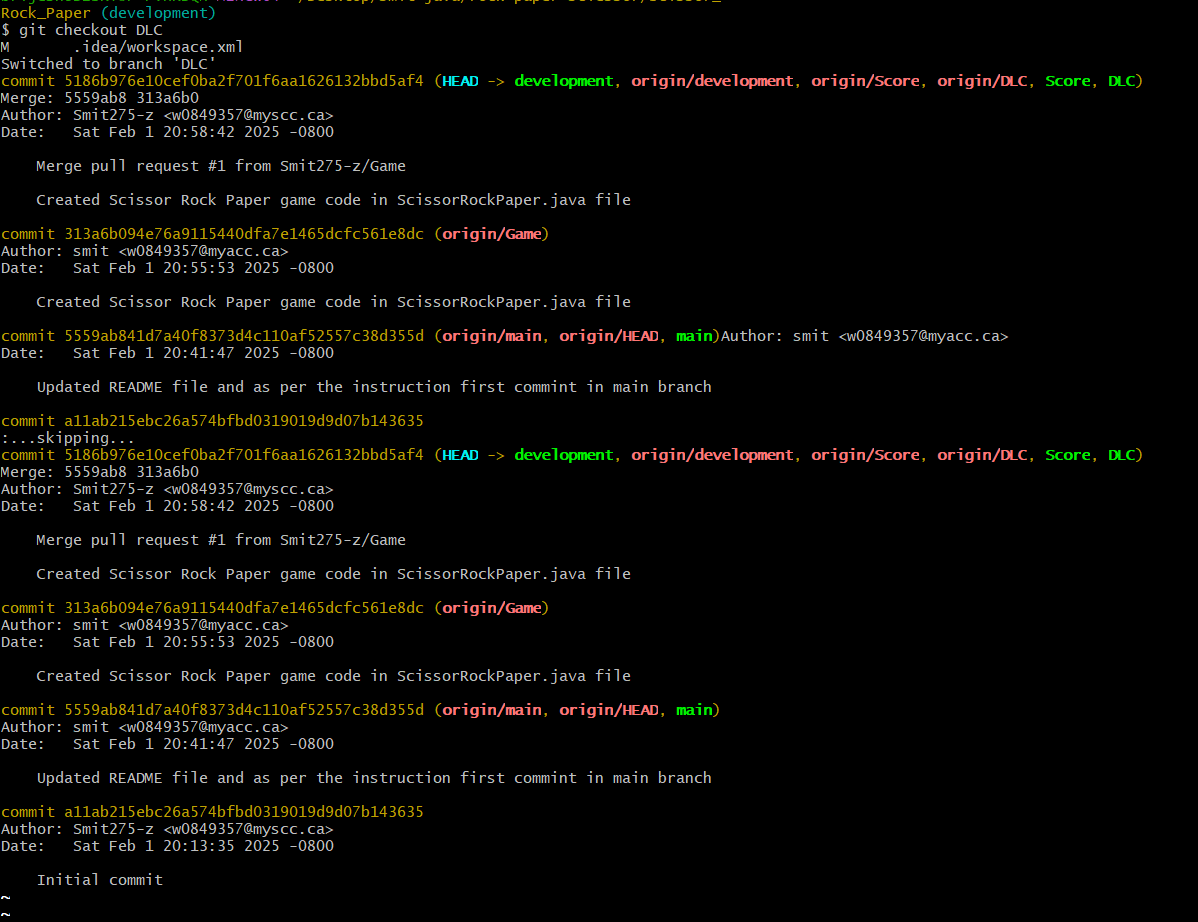 Rock_Paper (development)
$ git checkout DLC
M       .idea/workspace.xml
Switched to branch 'DLC'
commit 5186b976e10cef0ba2f701f6aa1626132bbd5af4 (HEAD -> development, origin/development, origin/Score, origin/DLC, Score, DLC)
Merge: 5559ab8 313a6b0
Author: Smit275-z <w0849357@myscc.ca>
Date:   Sat Feb 1 20:58:42 2025 -0800

    Merge pull request #1 from Smit275-z/Game

    Created Scissor Rock Paper game code in ScissorRockPaper.java file

commit 313a6b094e76a9115440dfa7e1465dcfc561e8dc (origin/Game)
Author: smit <w0849357@myacc.ca>
Date:   Sat Feb 1 20:55:53 2025 -0800

    Created Scissor Rock Paper game code in ScissorRockPaper.java file

commit 5559ab841d7a40f8373d4c110af52557c38d355d (origin/main, origin/HEAD, main)Author: smit <w0849357@myacc.ca>
Date:   Sat Feb 1 20:41:47 2025 -0800

    Updated README file and as per the instruction first commint in main branch

commit a11ab215ebc26a574bfbd0319019d9d07b143635
:...skipping...
commit 5186b976e10cef0ba2f701f6aa1626132bbd5af4 (HEAD -> development, origin/development, origin/Score, origin/DLC, Score, DLC)
Merge: 5559ab8 313a6b0
Author: Smit275-z <w0849357@myscc.ca>
Date:   Sat Feb 1 20:58:42 2025 -0800

    Merge pull request #1 from Smit275-z/Game

    Created Scissor Rock Paper game code in ScissorRockPaper.java file

commit 313a6b094e76a9115440dfa7e1465dcfc561e8dc (origin/Game)
Author: smit <w0849357@myacc.ca>
Date:   Sat Feb 1 20:55:53 2025 -0800

    Created Scissor Rock Paper game code in ScissorRockPaper.java file

commit 5559ab841d7a40f8373d4c110af52557c38d355d (origin/main, origin/HEAD, main)
Author: smit <w0849357@myacc.ca>
Date:   Sat Feb 1 20:41:47 2025 -0800

    Updated README file and as per the instruction first commint in main branch

commit a11ab215ebc26a574bfbd0319019d9d07b143635
Author: Smit275-z <w0849357@myscc.ca>
Date:   Sat Feb 1 20:13:35 2025 -0800

    Initial commit
~
~